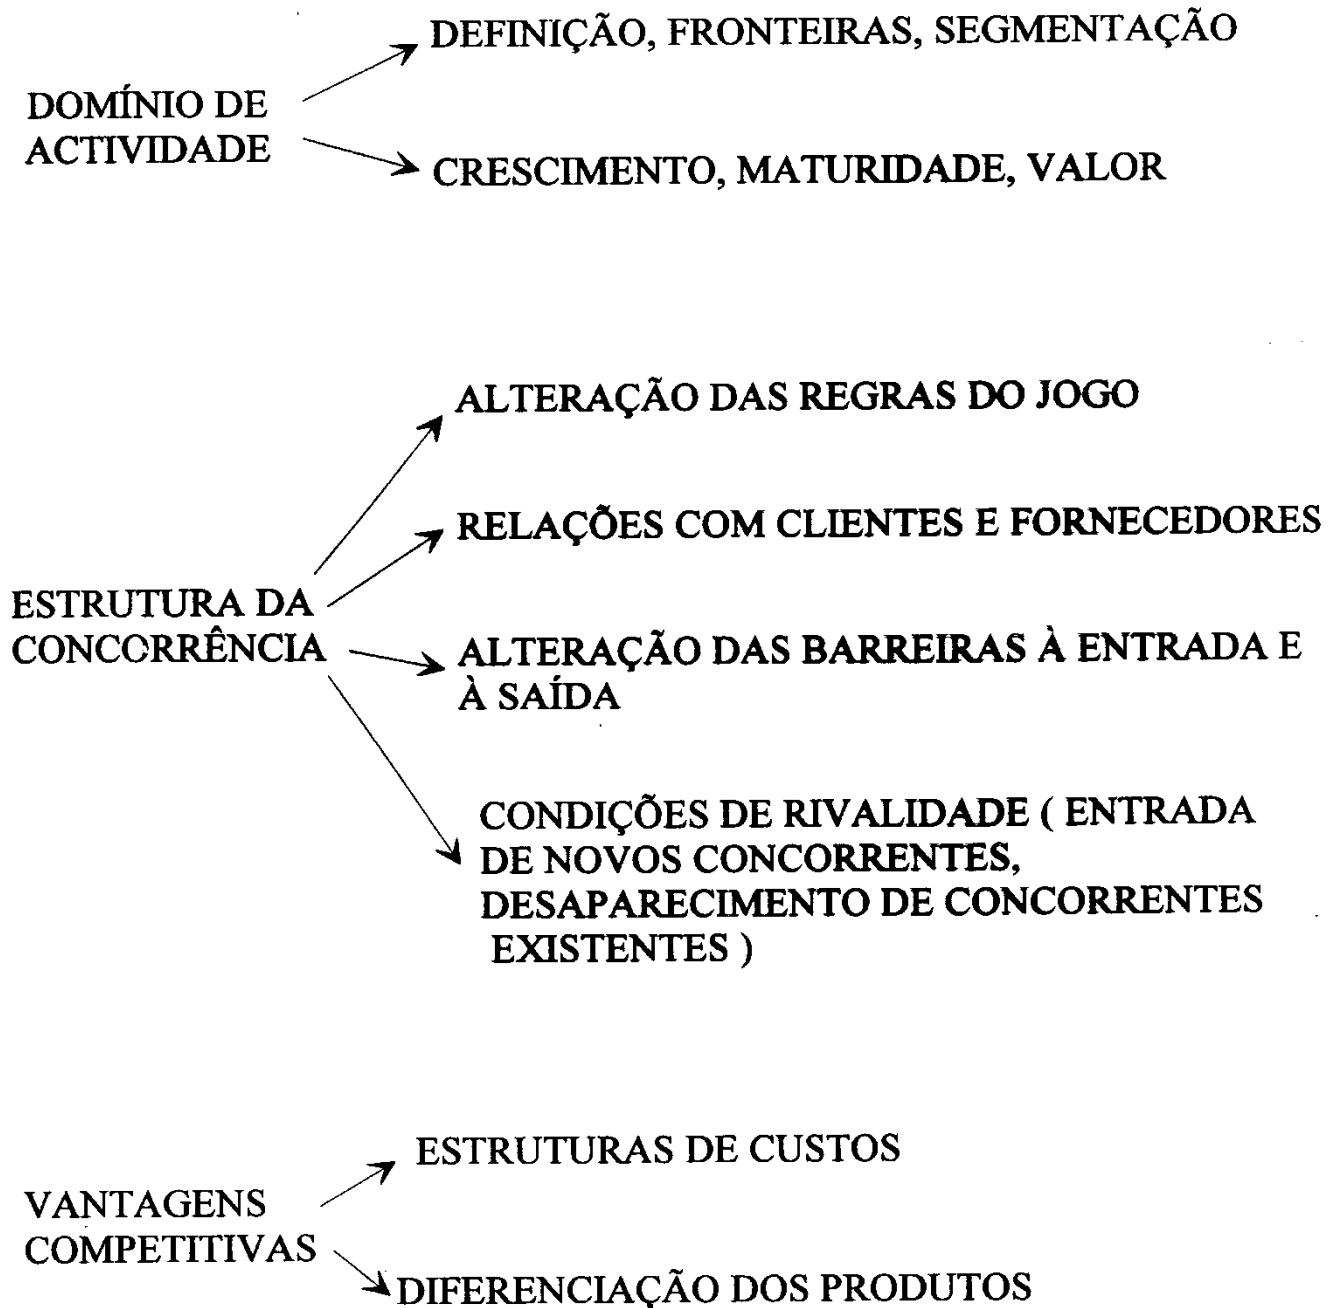 DEFINIÇÃO, FRONTEIRAS, SEGMENTAÇÃO
DOMÍNIO DE
ACTIVIDADE
CRESCIMENTO, MATURIDADE, VALOR
ALTERAÇÃO DAS REGRAS DO JOGO
RELAÇÕES COM CLIENTES E FORNECEDORES
ESTRUTURA DA
CONCORRÊNCIA
ALTERAÇÃO DAS BARREIRAS À ENTRADA E
À SAÍDA
CONDIÇÕES DE RIVALIDADE ( ENTRADA
DE NOVOS CONCORRENTES,
DESAPARECIMENTO DE CONCORRENTES
EXISTENTES )
ESTRUTURAS DE CUSTOS
VANTAGENS
COMPETITIVAS
DIFERENCIAÇÃO DOS PRODUTOS